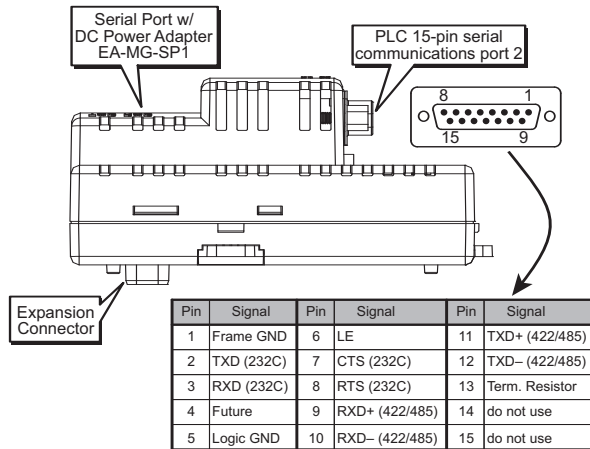 Serial Port w/
DC Power Adapter
EA-MG-SP1
PLC 15-pin serial
communications port 2
8 1
15 9
Expansion
Connector
Pin Signal Pin Signal Pin Signal
1 Frame GND 6 LE 11 TXD+ (422/485)
2 TXD (232C) 7 CTS (232C) 12 TXD– (422/485)
3 RXD (232C) 8 RTS (232C) 13 Term. Resistor
4 Future 9 RXD+ (422/485) 14 do not use
5 Logic GND 10 RXD– (422/485) 15 do not use